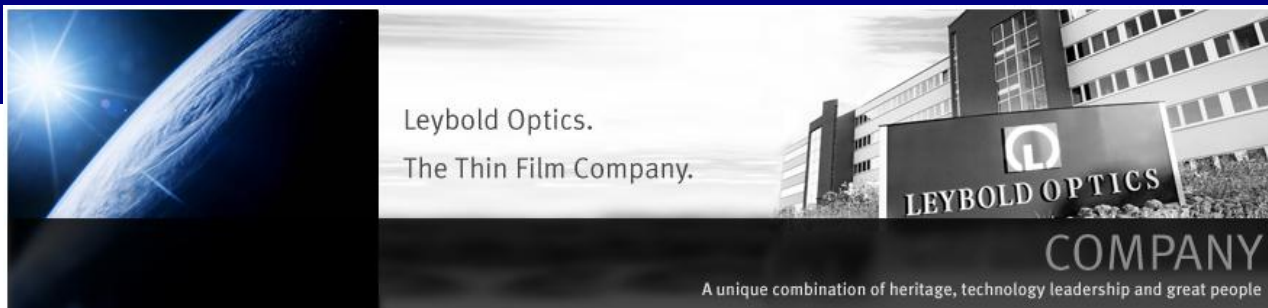 Leybold Optics.
The Thin Film Company.
L
LEYBOLD OPTICS
COMPANY
A unique combination of heritage, technology leadership and great people